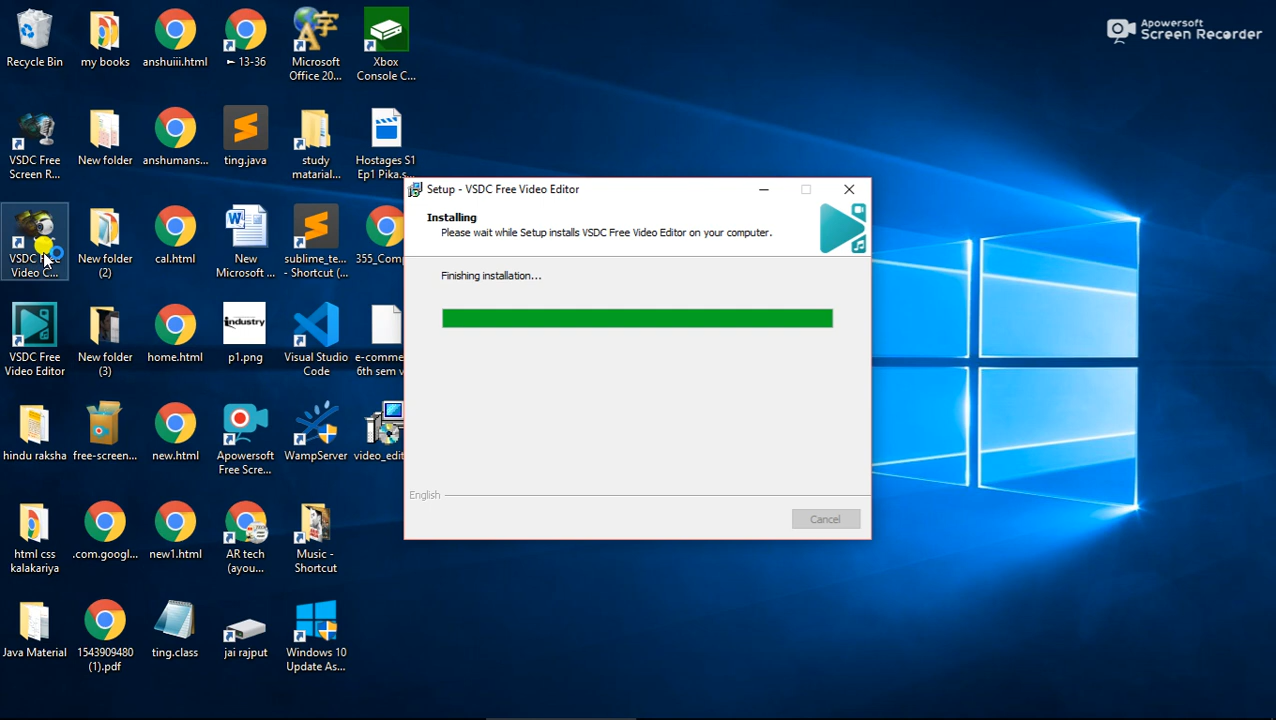 Apowersoft
Screen Recorder
Recycle Bin
my books
anshuiii.html
► 13-36
Microsoft
Office 20...
Xbox
Console C...
VSDC Free
Screen R...
New folder
anshumans...
ting.java
study
matarial...
Hostages S1
Ep1 Pika.s...
VSDC Free
Video C...
New folder
(2)
cal.html
New
Microsoft ...
sublime_te...
- Shortcut (...
355_Comp
VSDC Free
Video Editor
New folder
(3)
home.html
industry
p1.png
Visual Studio
Code
e-comme
6th sem v
hindu raksha
free-screen...
new.html
Apowersoft
Free Scre...
WampServer
video_edit
html css
kalakariya
.com.googl...
new1.html
AR tech
(ayou...
Music -
Shortcut
Java Material
1543909480
(1).pdf
ting.class
jai rajput
Windows 10
Update As...
Setup - VSDC Free Video Editor
Installing
Please wait while Setup installs VSDC Free Video Editor on your computer.
Finishing installation...
English
Cancel